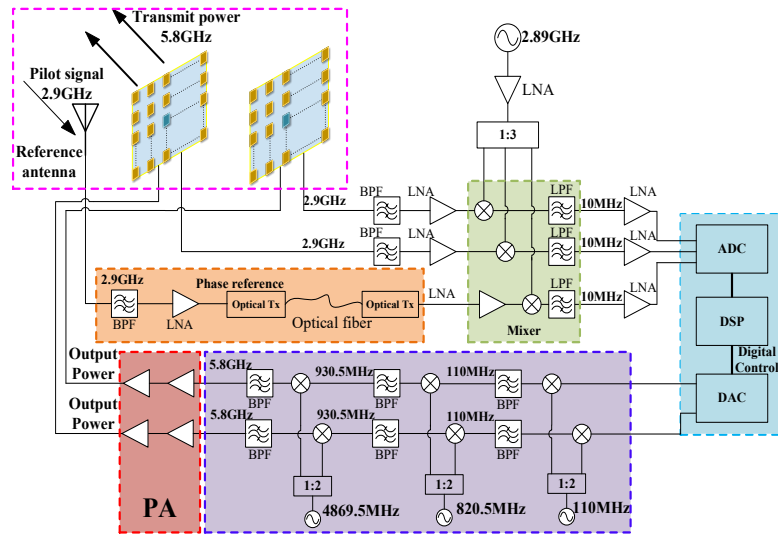 Transmit power
5.8GHz
Pilot signal
2.9GHz
Reference
antenna
2.89GHz
LNA
1:3
2.9GHz
BPF
LNA
LPF
10MHz
LNA
2.9GHz
BPF
LNA
LPF
10MHz
LNA
2.9GHz
BPF
LNA
Phase reference
Optical Tx
Optical fiber
Optical Tx
LNA
LPF
10MHz
LNA
Mixer
ADC
DSP
Digital
Control
DAC
Output
Power
5.8GHz
BPF
930.5MHz
BPF
110MHz
BPF
Output
Power
5.8GHz
BPF
930.5MHz
BPF
110MHz
BPF
PA
1:2
1:2
1:2
4869.5MHz
820.5MHz
110MHz